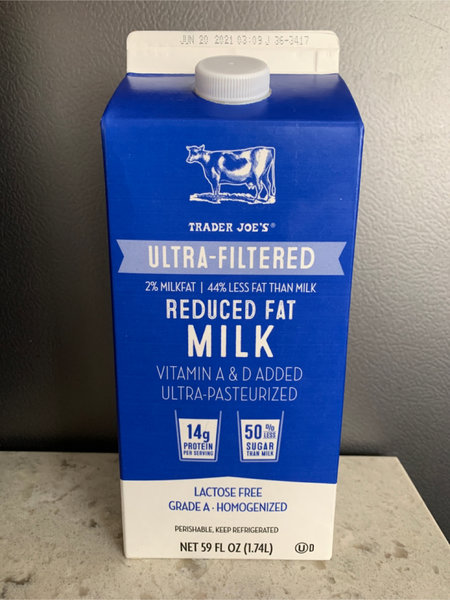 JUN 20 2021 03:09 J 36-3417
TRADER JOE'S®
ULTRA-FILTERED
2% MILKFAT | 44% LESS FAT THAN MILK
REDUCED FAT
MILK
VITAMIN A & D ADDED
ULTRA-PASTEURIZED
14g
PROTEIN
PER SERVING
50% LESS
SUGAR
THAN MILK
LACTOSE FREE
GRADE A · HOMOGENIZED
PERISHABLE, KEEP REFRIGERATED
NET 59 FL OZ (1.74L)
U D